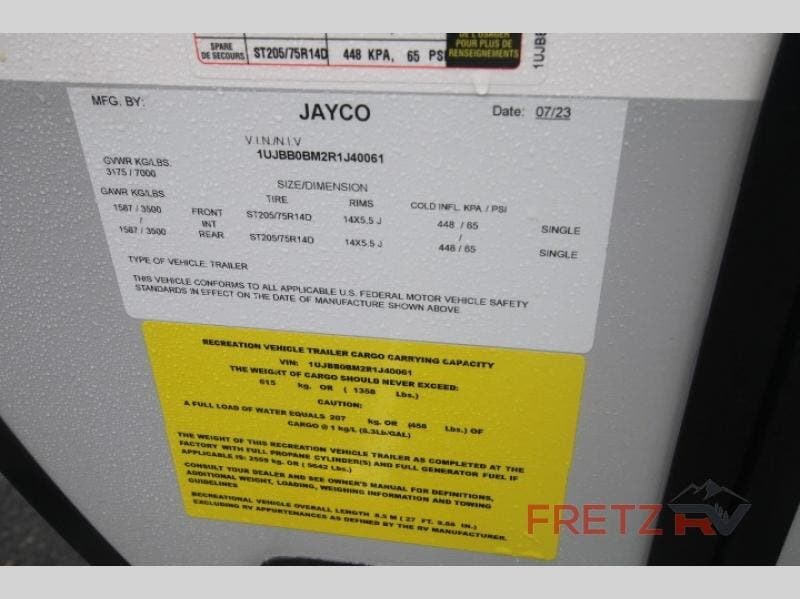 DE L'USAGER
POUR PLUS DE
RENSEIGNEMENTS
SPARE
DE SECOURS
ST205/75R14D 448 KPA, 65 PSI
1UJBB
MFG. BY: JAYCO Date: 07/23
V.I.N./N.I.V
1UJBB0BM2R1J40061
GVWR KG/LBS.
3175 / 7000
SIZE/DIMENSION
GAWR KG/LBS. TIRE RIMS COLD INFL. KPA / PSI
1587 / 3500 FRONT ST205/75R14D 14X5.5 J 448 / 65 SINGLE
/ INT /
1587 / 3500 REAR ST205/75R14D 14X5.5 J 448 / 65 SINGLE
TYPE OF VEHICLE: TRAILER
THIS VEHICLE CONFORMS TO ALL APPLICABLE U.S. FEDERAL MOTOR VEHICLE SAFETY
STANDARDS IN EFFECT ON THE DATE OF MANUFACTURE SHOWN ABOVE
RECREATION VEHICLE TRAILER CARGO CARRYING CAPACITY
VIN: 1UJBB0BM2R1J40061
THE WEIGHT OF CARGO SHOULD NEVER EXCEED:
615 kg. OR ( 1358 Lbs.)
CAUTION:
A FULL LOAD OF WATER EQUALS 207 kg. OR (458 Lbs.) OF
CARGO @ 1 kg/L (8.3Lb/GAL)
THE WEIGHT OF THIS RECREATION VEHICLE TRAILER AS COMPLETED AT THE
FACTORY WITH FULL PROPANE CYLINDER(S) AND FULL GENERATOR FUEL IF
APPLICABLE IS: 2559 kg. OR (5642 Lbs.)
CONSULT YOUR DEALER AND SEE OWNER'S MANUAL FOR DEFINITIONS,
ADDITIONAL WEIGHT, LOADING, WEIGHING INFORMATION AND TOWING
GUIDELINES
RECREATIONAL VEHICLE OVERALL LENGTH 8.5 M ( 27 FT. 9.88 IN.)
EXCLUDING RV APPURTENANCES AS DEFINED BY THE RV MANUFACTURER.
FRETZ RV